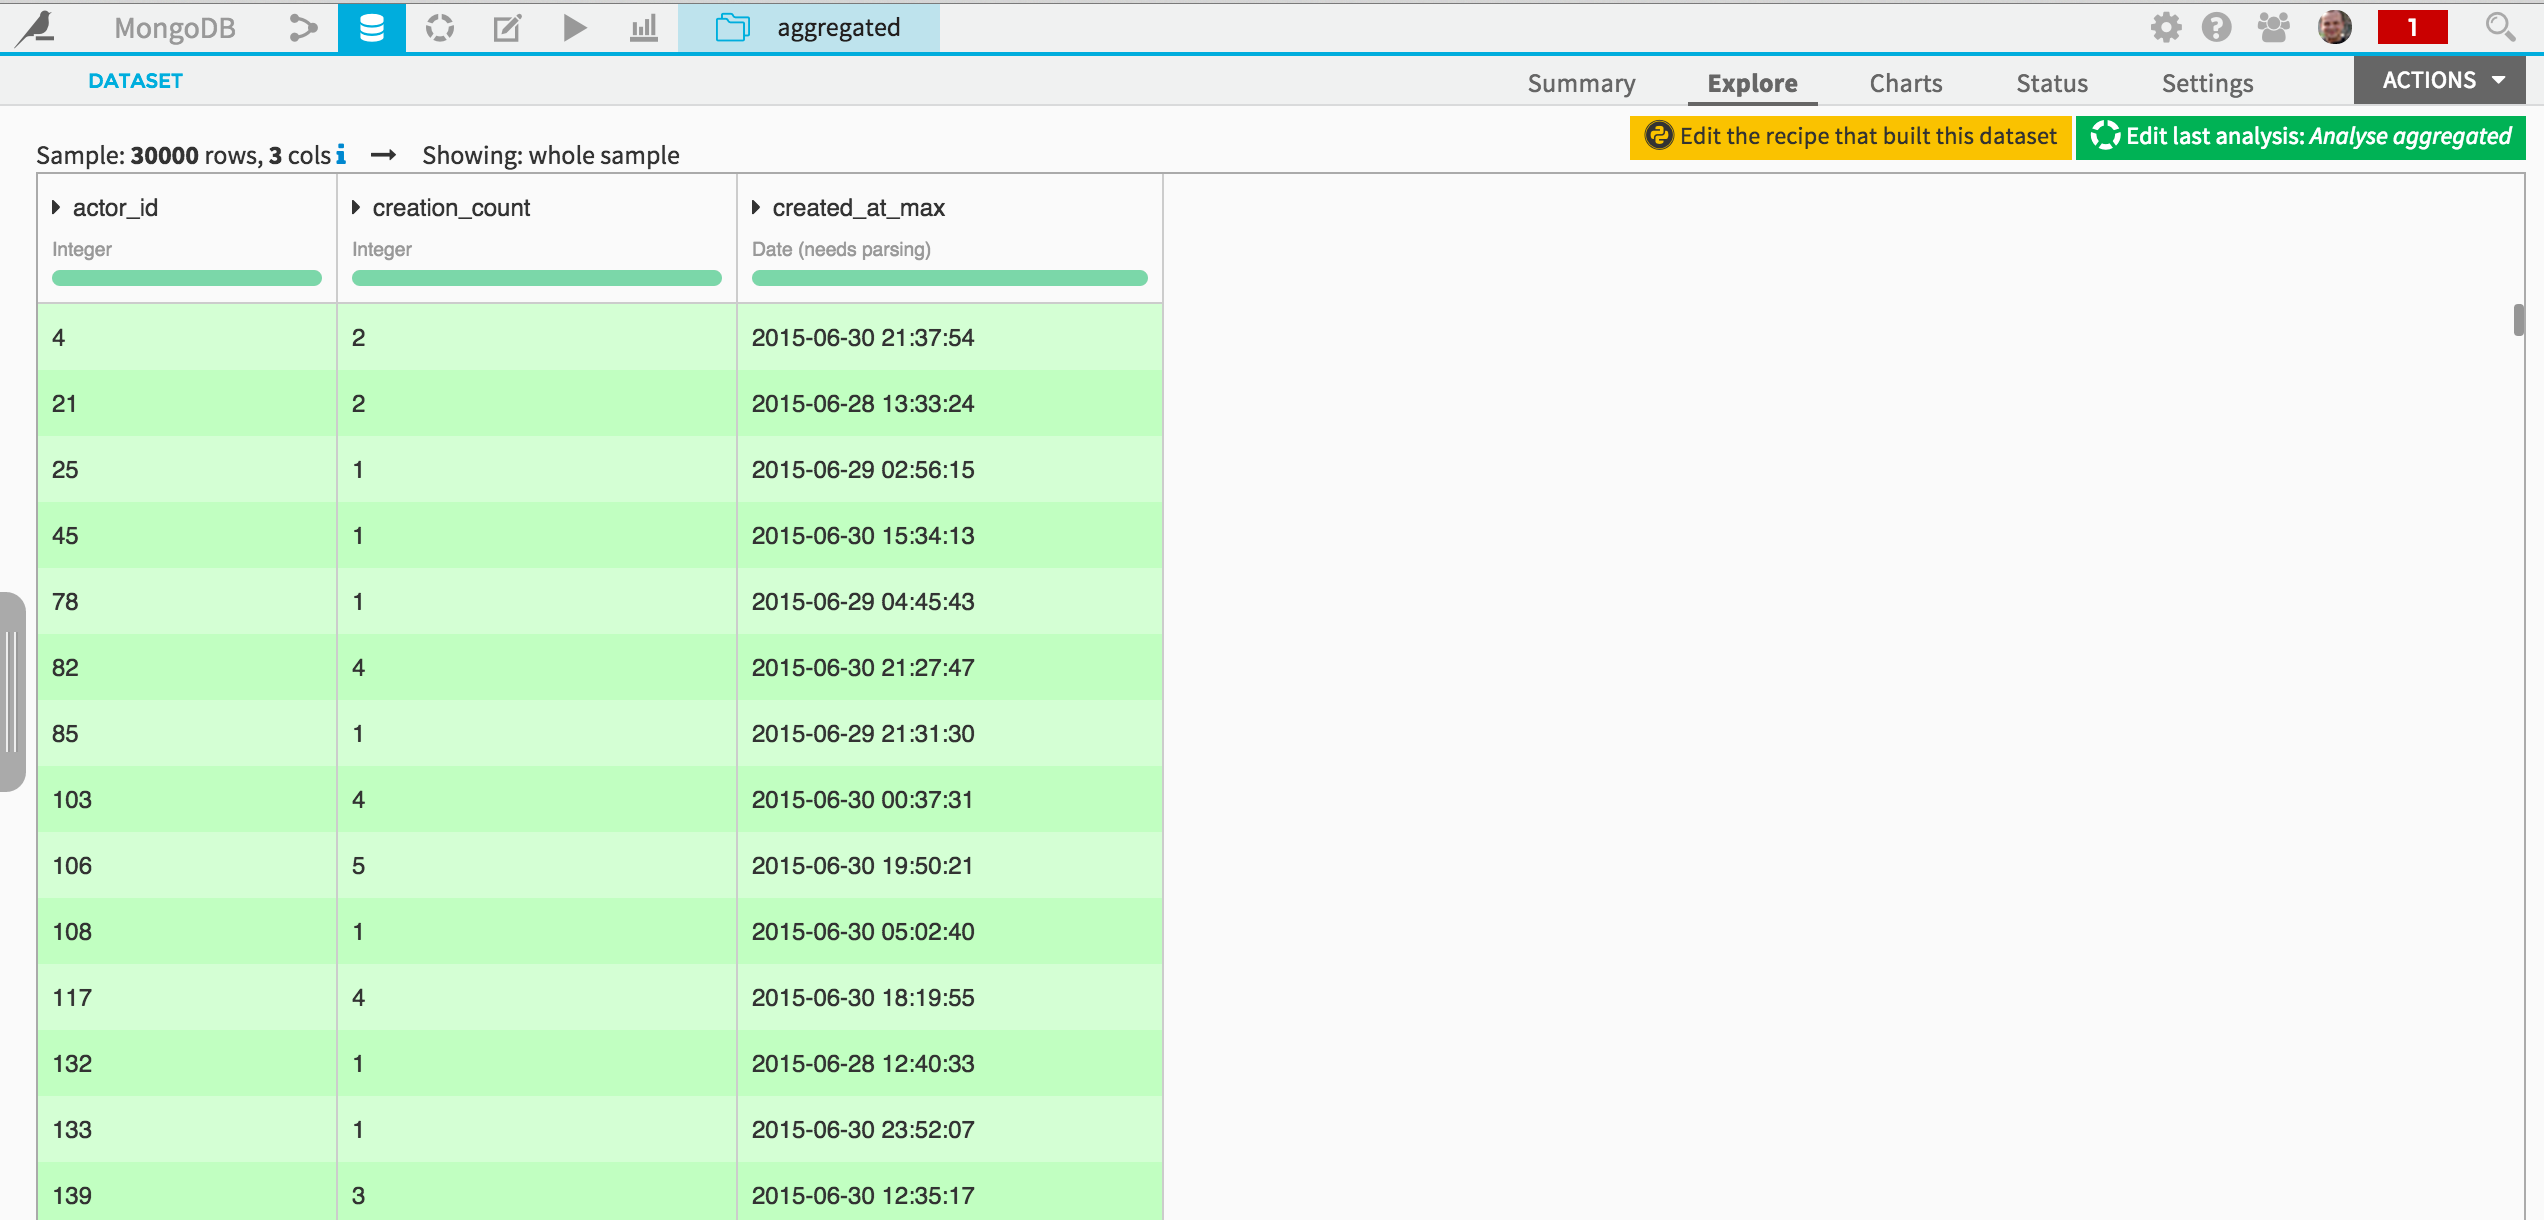 MongoDB aggregated 1
DATASET Summary Explore Charts Status Settings ACTIONS
Edit the recipe that built this dataset Edit last analysis: Analyse aggregated
Sample: 30000 rows, 3 cols i → Showing: whole sample
actor_id creation_count created_at_max
Integer Integer Date (needs parsing)
4 2 2015-06-30 21:37:54
21 2 2015-06-28 13:33:24
25 1 2015-06-29 02:56:15
45 1 2015-06-30 15:34:13
78 1 2015-06-29 04:45:43
82 4 2015-06-30 21:27:47
85 1 2015-06-29 21:31:30
103 4 2015-06-30 00:37:31
106 5 2015-06-30 19:50:21
108 1 2015-06-30 05:02:40
117 4 2015-06-30 18:19:55
132 1 2015-06-28 12:40:33
133 1 2015-06-30 23:52:07
139 3 2015-06-30 12:35:17